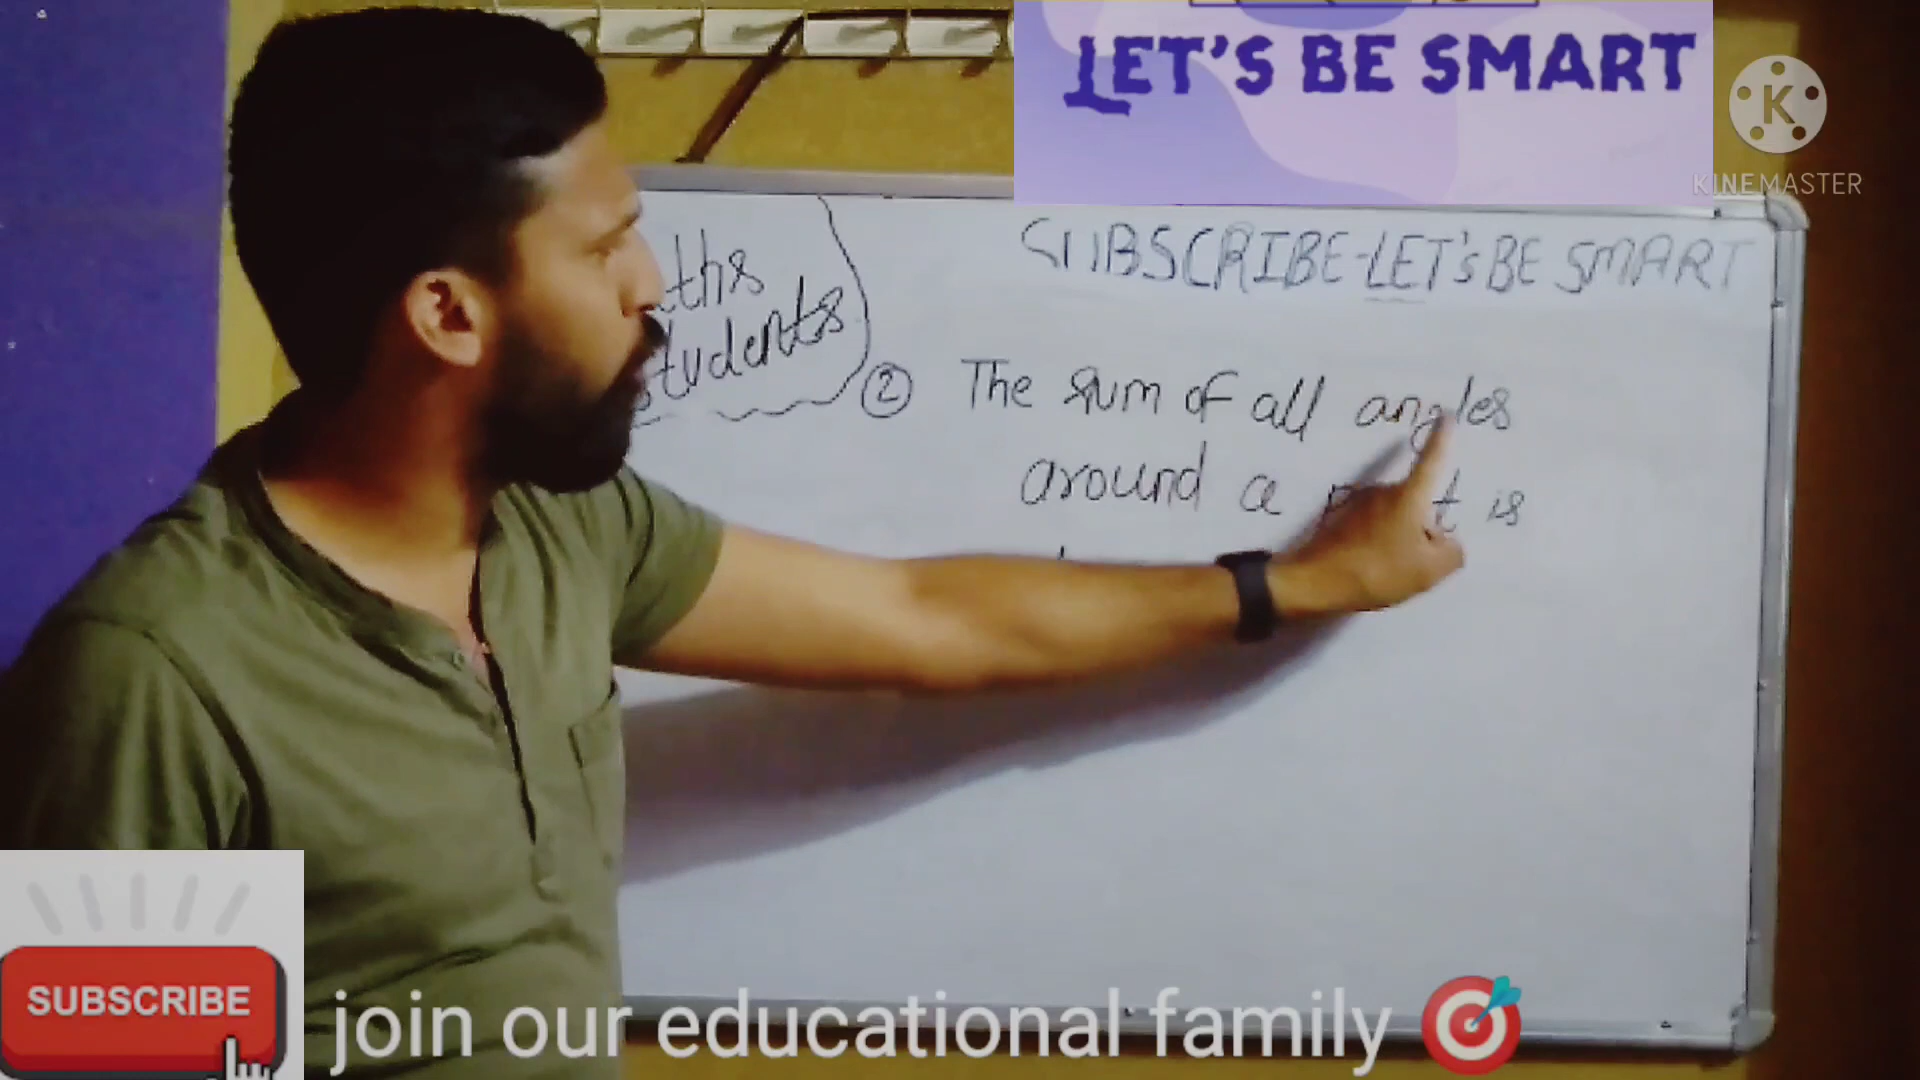 LET'S BE SMART
KINEMASTER
SUBSCRIBE-LET'S BE SMART
ths
students
② The sum of all angles
around a is
SUBSCRIBE
join our educational family 🎯